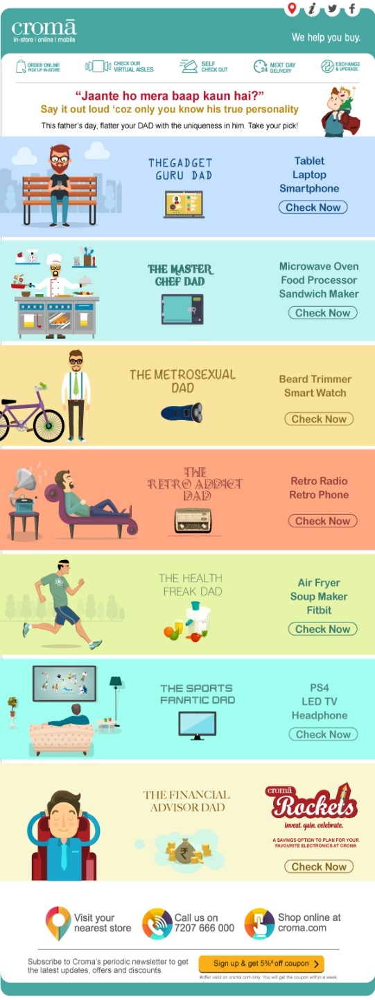 cromā
in-store | online | mobile
We help you buy.
ORDER ONLINE
PICK UP IN-STORE
CHECK OUR
VIRTUAL AISLES
SELF
CHECK OUT
24
NEXT DAY
DELIVERY
EXCHANGE
& UPGRADE
“Jaante ho mera baap kaun hai?”
Say it out loud ‘coz only you know his true personality
This father’s day, flatter your DAD with the uniqueness in him. Take your pick!
THEGADGET
GURU DAD
Tablet
Laptop
Smartphone
Check Now
THE MASTER
CHEF DAD
Microwave Oven
Food Processor
Sandwich Maker
Check Now
THE METROSEXUAL
DAD
Beard Trimmer
Smart Watch
Check Now
THE
RETRO ADDICT
DAD
Retro Radio
Retro Phone
Check Now
THE HEALTH
FREAK DAD
Air Fryer
Soup Maker
Fitbit
Check Now
THE SPORTS
FANATIC DAD
PS4
LED TV
Headphone
Check Now
THE FINANCIAL
ADVISOR DAD
₹
cromā
Rockets
invest. gain. celebrate.
A SAVINGS OPTION TO PLAN FOR YOUR
FAVOURITE ELECTRONICS AT CROMA
Check Now
Visit your
nearest store
Call us on
7207 666 000
Shop online at
croma.com
Subscribe to Croma’s periodic newsletter to get
the latest updates, offers and discounts.
Sign up & get 5%# off coupon
#offer valid on croma.com only. You will get the coupon within a week.